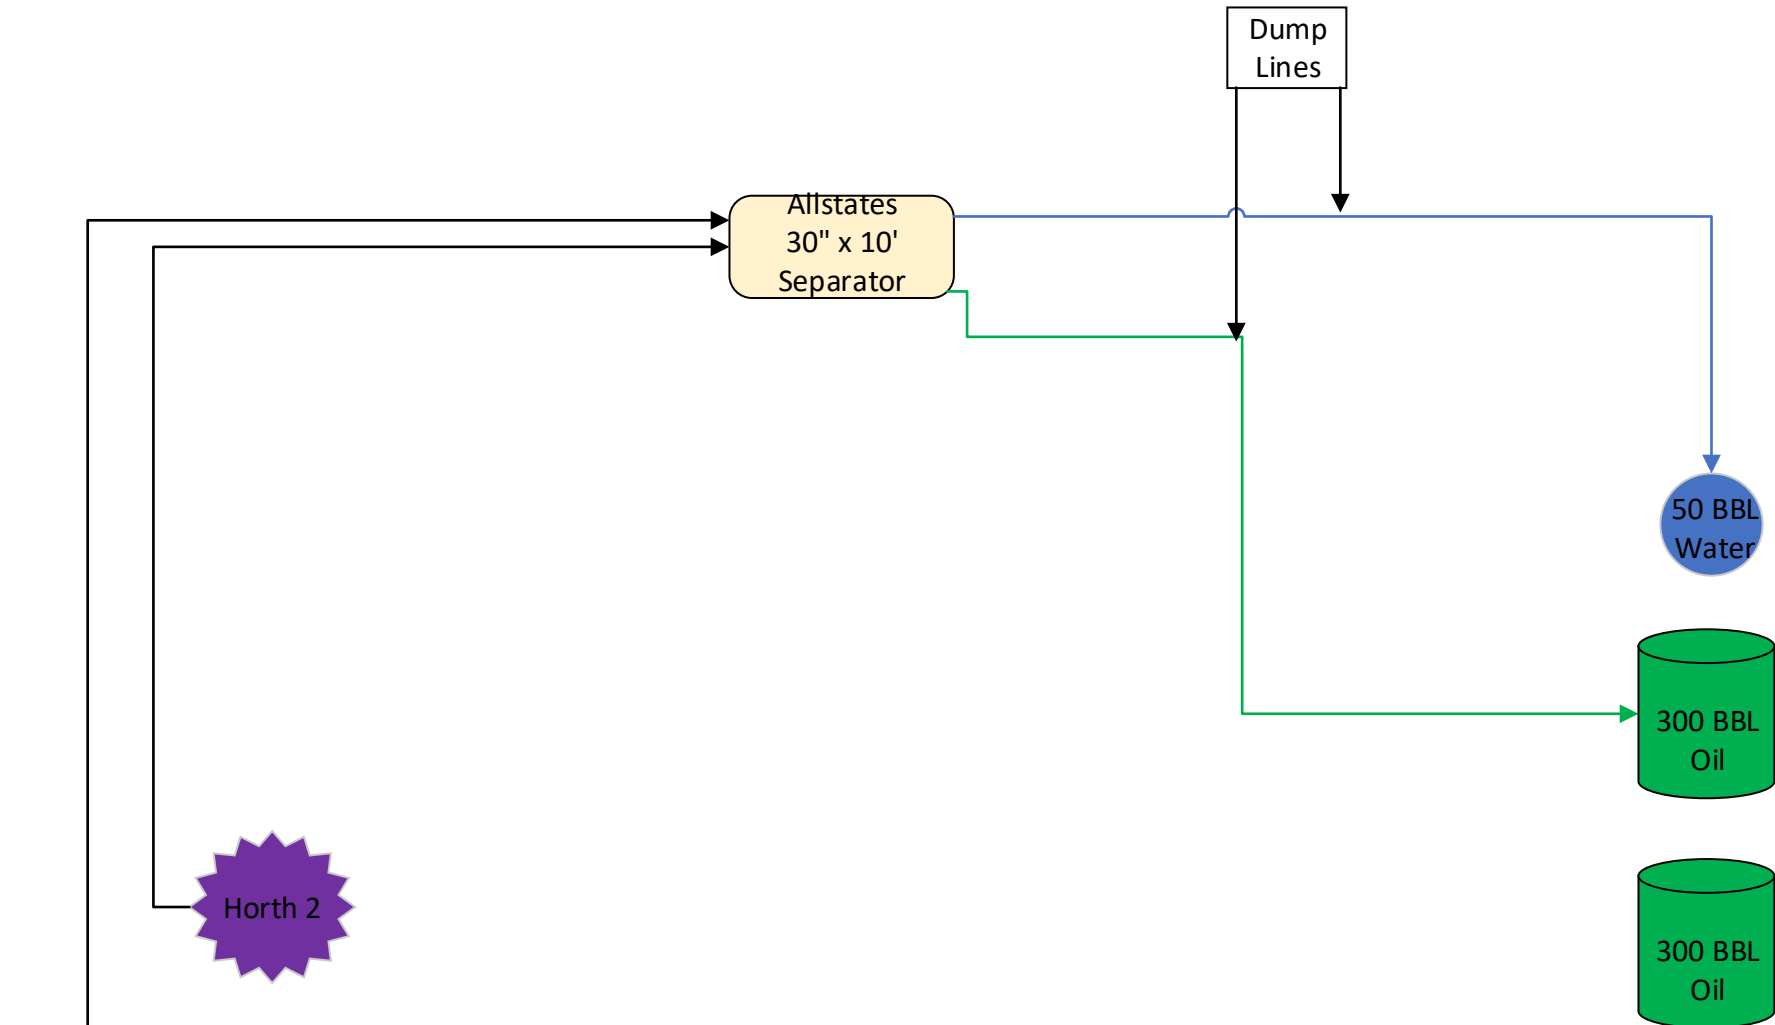 Dump
Lines
Allstates
30" x 10'
Separator
50 BBL
Water
300 BBL
Oil
Horth 2
300 BBL
Oil